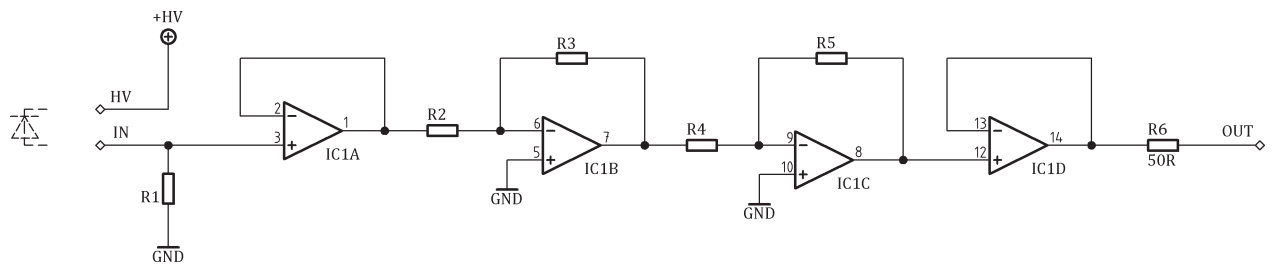 +HV
HV
IN
R1
GND
2
3
1
IC1A
R2
R3
6
5
7
IC1B
GND
R4
R5
9
10
8
IC1C
GND
13
12
14
IC1D
R6
50R
OUT